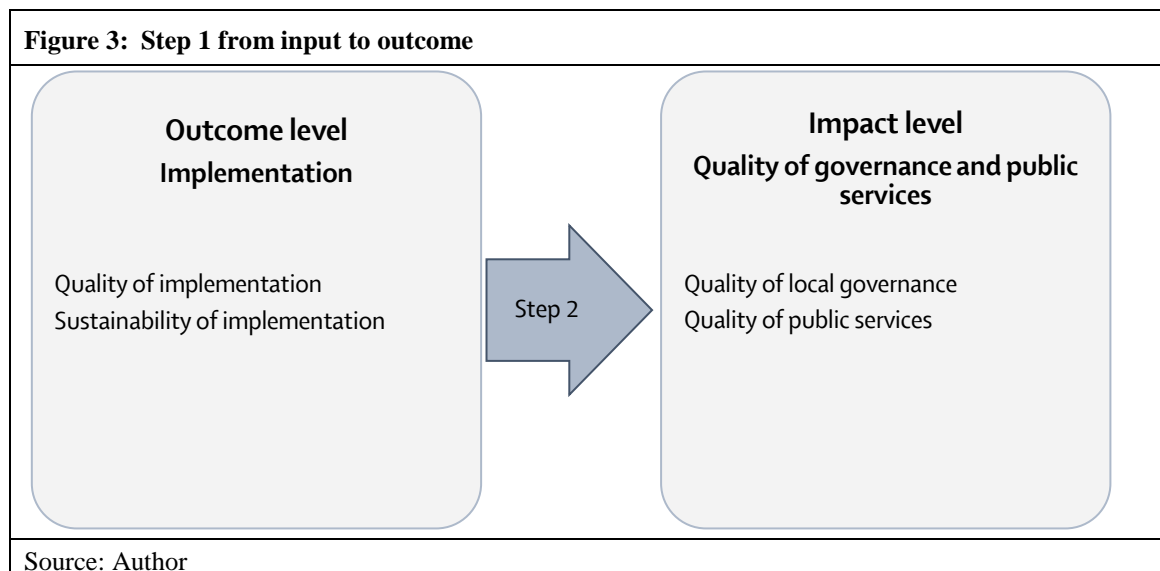 Figure 3: Step 1 from input to outcome
Outcome level
Implementation
Quality of implementation
Sustainability of implementation
Step 2
Impact level
Quality of governance and public
services
Quality of local governance
Quality of public services
Source: Author